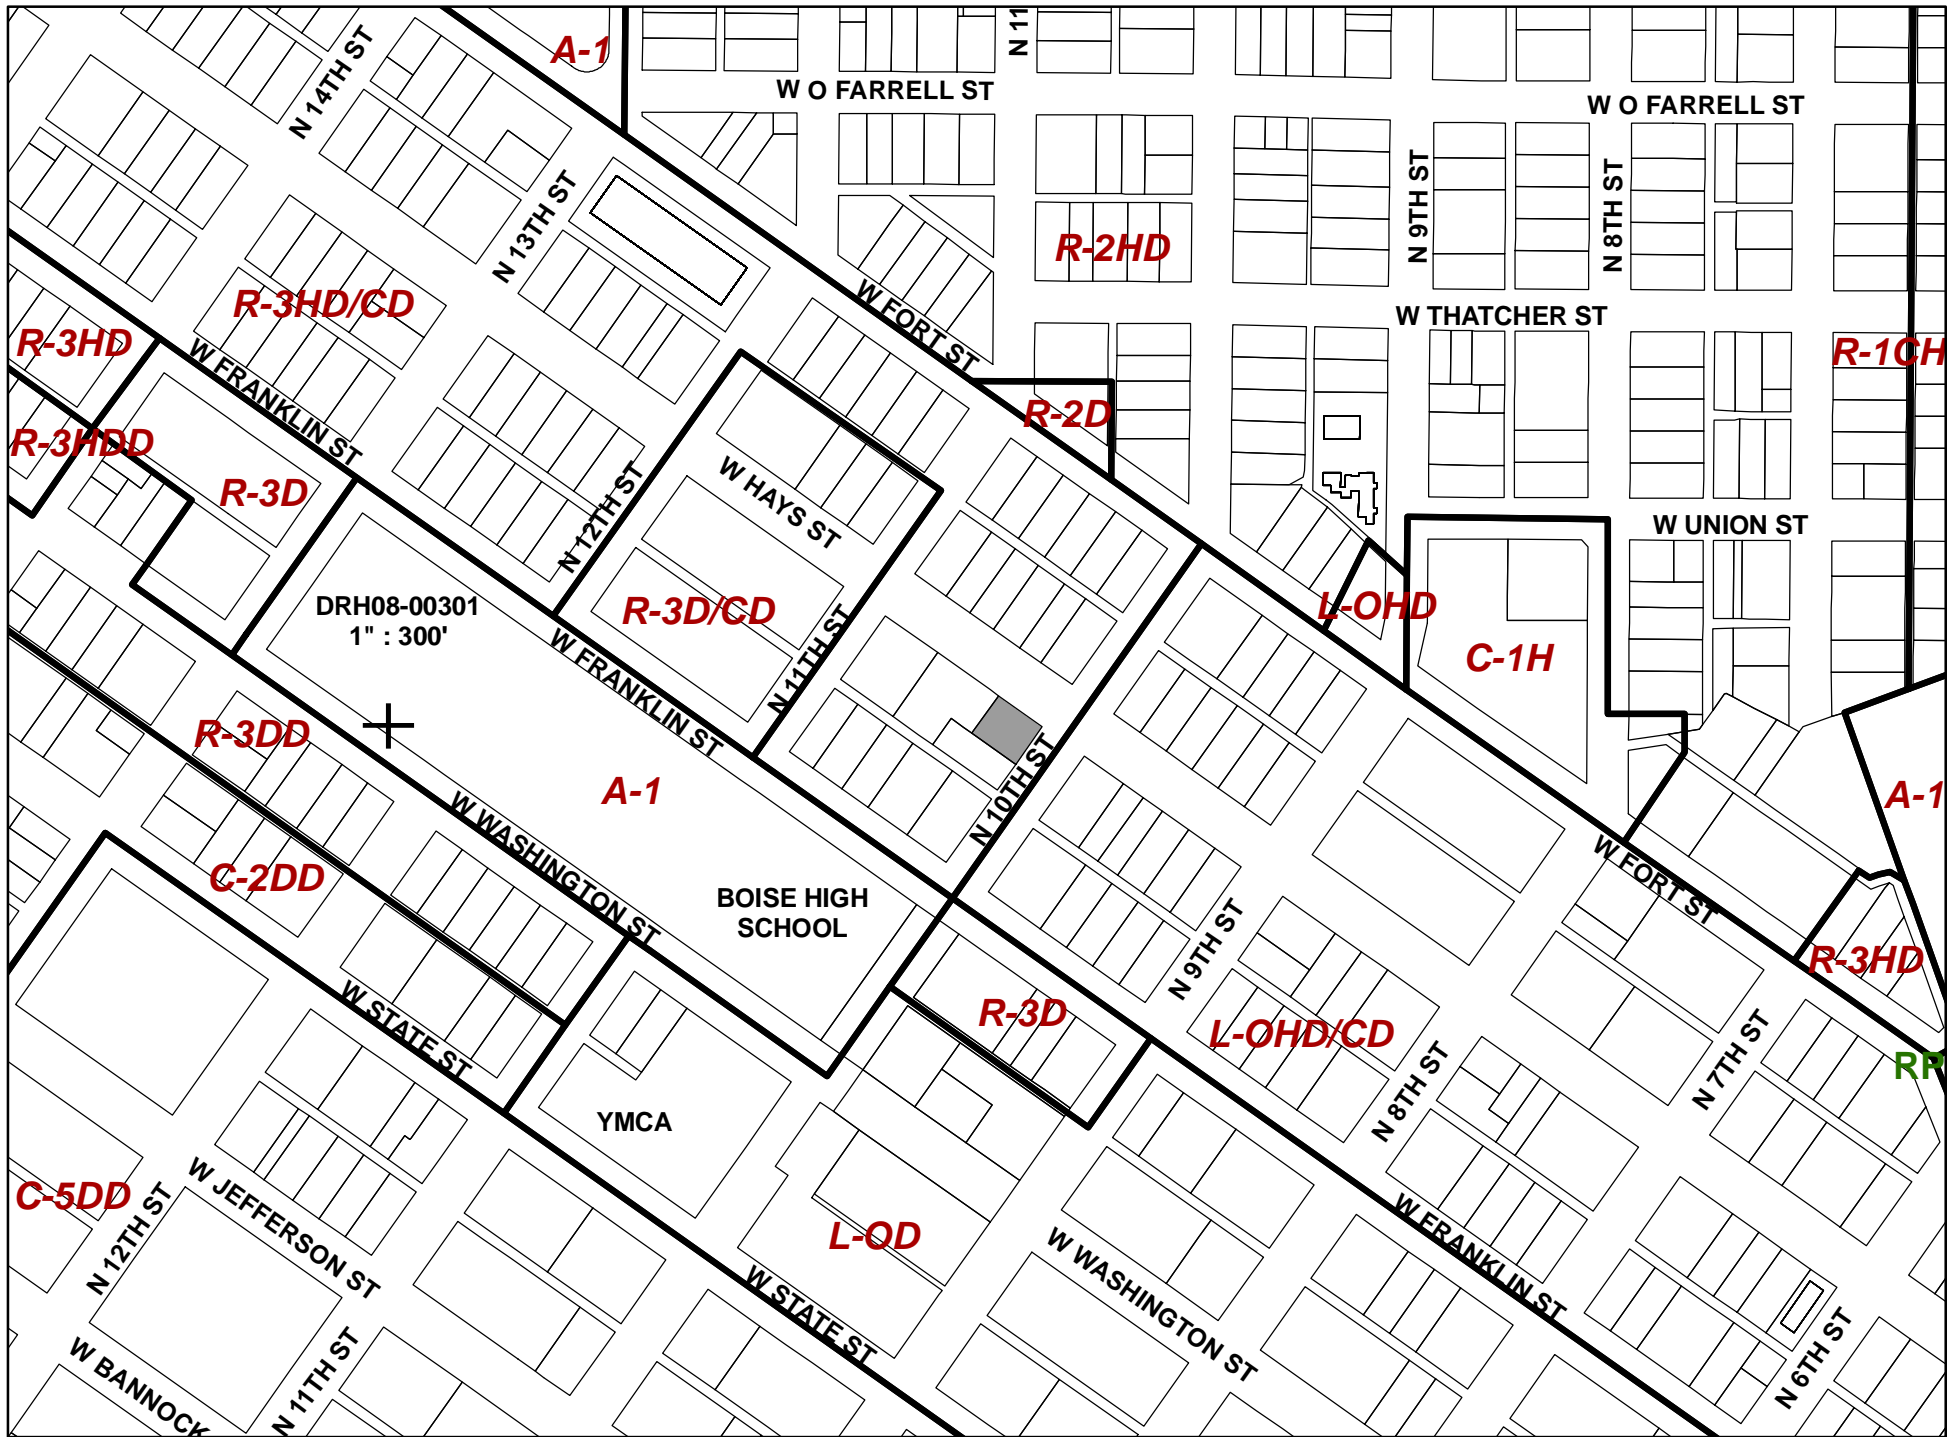 A-1
N 11
N 14TH ST
W O FARRELL ST
W O FARRELL ST
N 13TH ST
N 9TH ST
N 8TH ST
R-2HD
R-3HD/CD
W FORT ST
W THATCHER ST
R-3HD
R-1CH
W FRANKLIN ST
R-2D
R-3HDD
R-3D
W HAYS ST
N 12TH ST
W UNION ST
DRH08-00301
1" : 300'
R-3D/CD
L-OHD
N 11TH ST
C-1H
W FRANKLIN ST
R-3DD
N 10TH ST
A-1
A-1
W WASHINGTON ST
C-2DD
BOISE HIGH
SCHOOL
W FORT ST
N 9TH ST
R-3HD
W STATE ST
R-3D
L-OHD/CD
N 8TH ST
N 7TH ST
RP
YMCA
C-5DD
N 12TH ST
W JEFFERSON ST
L-OD
W WASHINGTON ST
W FRANKLIN ST
W STATE ST
N 6TH ST
W BANNOCK
N 11TH ST